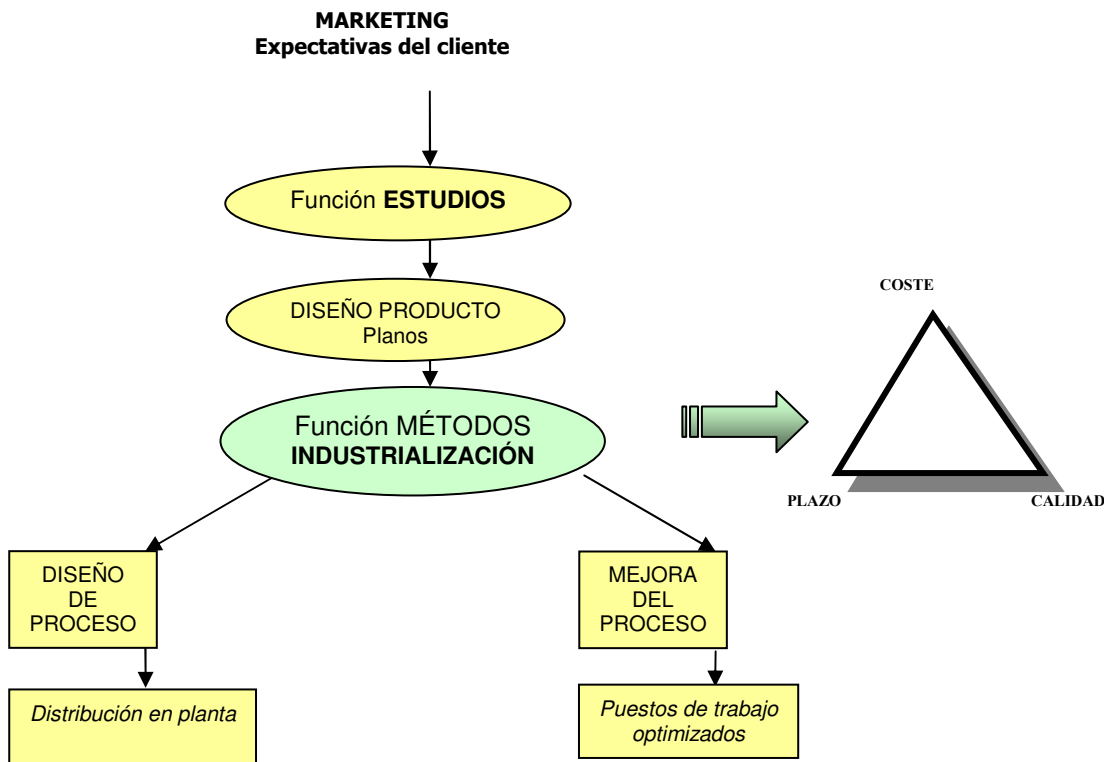 MARKETING
Expectativas del cliente
Función ESTUDIOS
DISEÑO PRODUCTO
Planos
Función MÉTODOS
INDUSTRIALIZACIÓN
COSTE
PLAZO
CALIDAD
DISEÑO
DE
PROCESO
MEJORA
DEL
PROCESO
Distribución en planta
Puestos de trabajo
optimizados